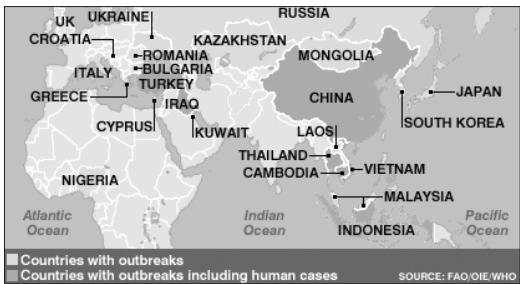 RUSSIA
UKRAINE
UK
CROATIA
KAZAKHSTAN
ROMANIA
MONGOLIA
BULGARIA
ITALY
TURKEY
GREECE
IRAQ
CHINA
JAPAN
CYPRUS
KUWAIT
LAOS
SOUTH KOREA
THAILAND
CAMBODIA
VIETNAM
NIGERIA
MALAYSIA
Atlantic
Ocean
Indian
Ocean
Pacific
Ocean
INDONESIA
Countries with outbreaks
Countries with outbreaks including human cases
SOURCE: FAO/OIE/WHO